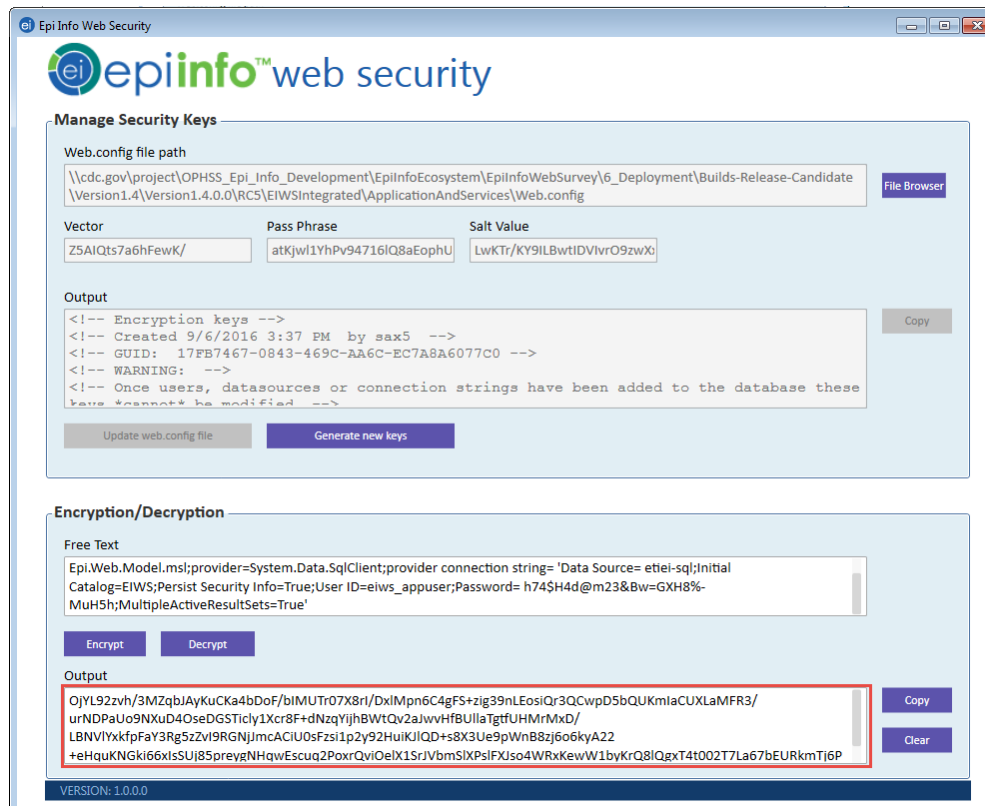 Epi Info Web Security
ei epiinfo™ web security
Manage Security Keys
Web.config file path
\\cdc.gov\project\OPHSS_Epi_Info_Development\EpiInfoEcosystem\EpiInfoWebSurvey\6_Deployment\Builds-Release-Candidate
\Version1.4\Version1.4.0.0\RC5\EIWSIntegrated\ApplicationAndServices\Web.config
File Browser
Vector
Pass Phrase
Salt Value
Z5AIQts7a6hFewK/
atKjwl1YhPv94716lQ8aEophU
LwKTr/KY9ILBwtIDVIvrO9zwX
Output
<!-- Encryption keys -->
<!-- Created 9/6/2016 3:37 PM  by sax5  -->
<!-- GUID:  17FB7467-0843-469C-AA6C-EC7A8A6077C0 -->
<!-- WARNING:  -->
<!-- Once users, datasources or connection strings have been added to the database these
keys *cannot* be modified  -->
Copy
Update web.config file
Generate new keys
Encryption/Decryption
Free Text
Epi.Web.Model.msl;provider=System.Data.SqlClient;provider connection string= 'Data Source= etiei-sql;Initial
Catalog=EIWS;Persist Security Info=True;User ID=eiws_appuser;Password= h74$H4d@m23&Bw=GXH8%-
MuH5h;MultipleActiveResultSets=True'
Encrypt
Decrypt
Output
OjYL92zvh/3MZqbJAyKuCKa4bDoF/bIMUTr07X8rI/DxlMpn6C4gFS+zig39nLEosiQr3QCwpD5bQUKmIaCUXLaMFR3/
urNDPaUo9NXuD4OseDGSTicly1Xcr8F+dNzqYijhBWtQv2aJwvHfBUllaTgtfUHMrMxD/
LBNVlYxkfpFaY3Rg5zZvI9RGNjJmcACiU0sFzsi1p2y92HuiKJlQD+s8X3Ue9pWnB8zj6o6kyA22
+eHquKNGki66xIsSUj85preygNHqwEscuq2PoxrQviOelX1SrJVbmSlXPslFXJso4WRxKewW1byKrQ8lQgxT4t002T7La67bEURkmTj6P
Copy
Clear
VERSION: 1.0.0.0